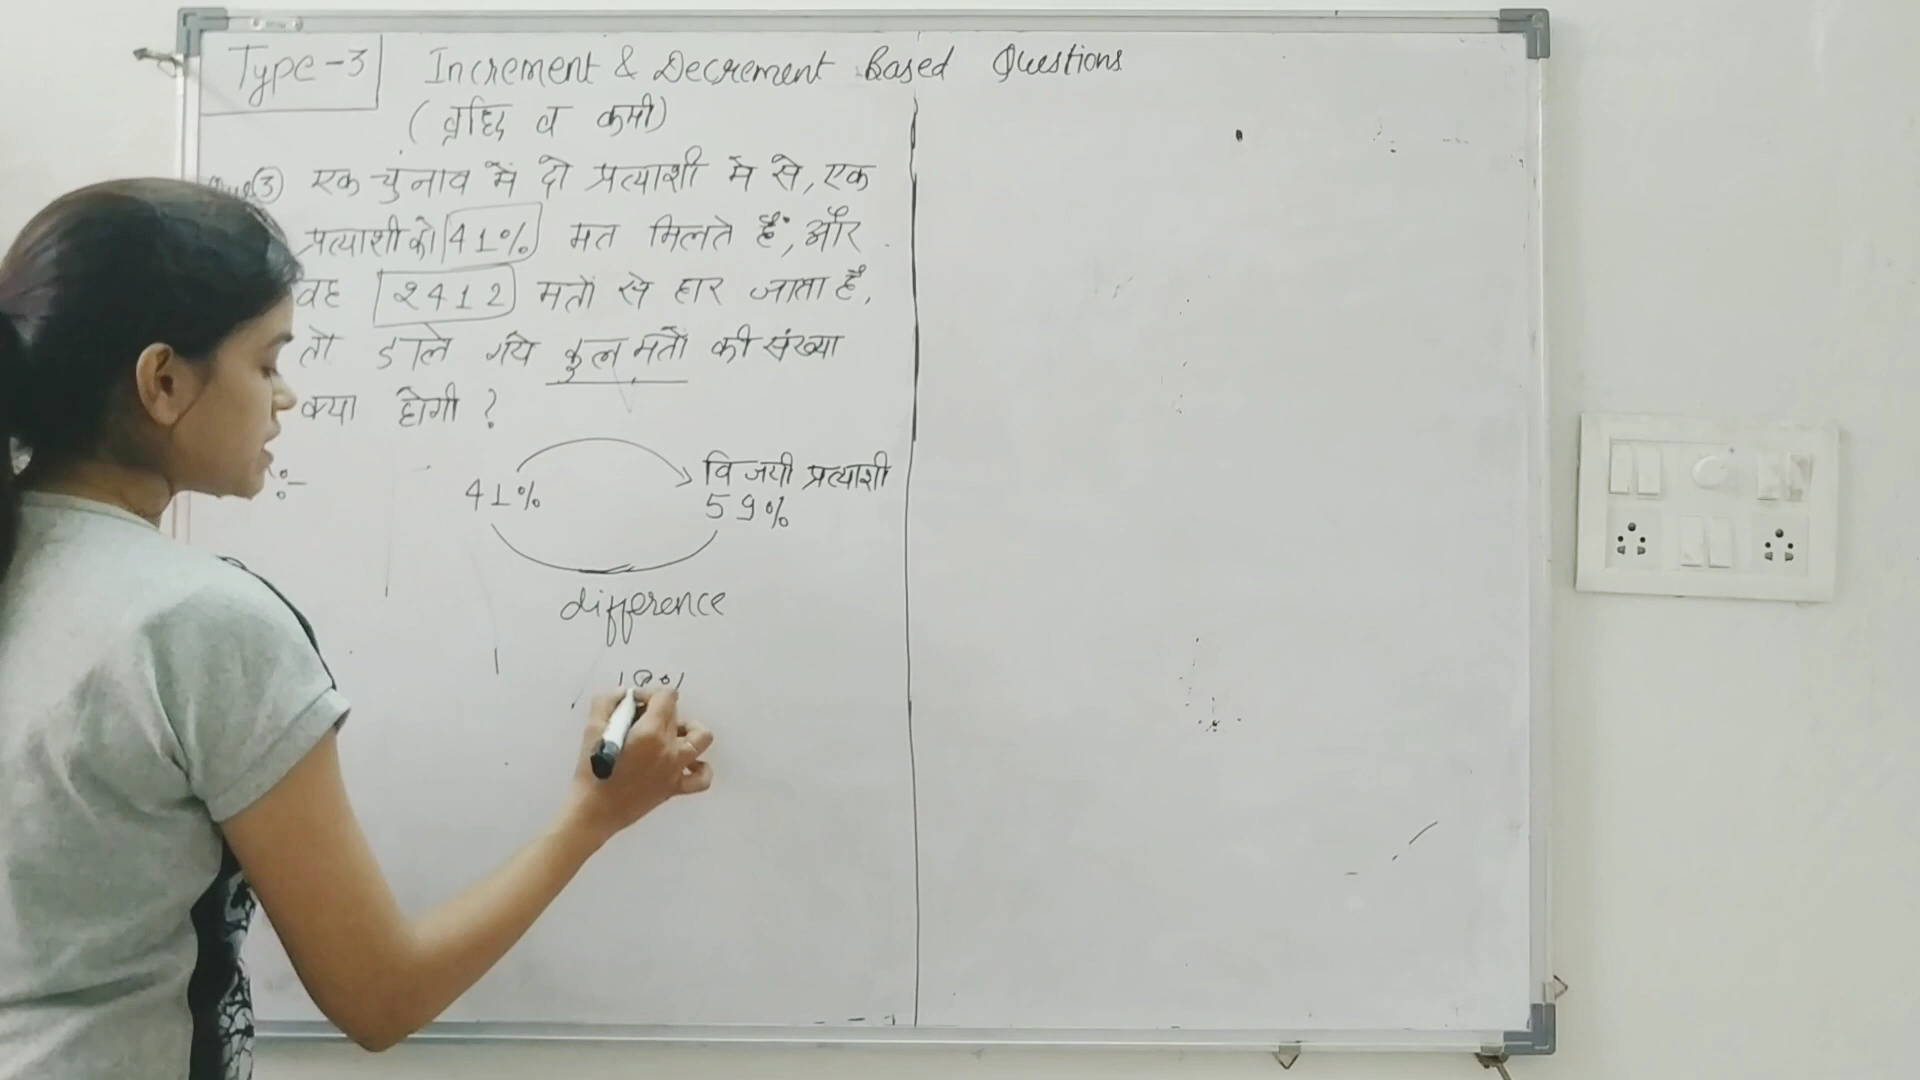 Type-3 Increment & Decrement Based Questions
(वृद्धि व कमी)
③ एक चुनाव में दो प्रत्याशी मे से, एक
प्रत्याशी को 41% मत मिलते हैं, और
वह 2412 मतों से हार जाता है,
तो डाले गये कुल मतों की संख्या
क्या होगी ?
41% विजयी प्रत्याशी
59%
difference
18%